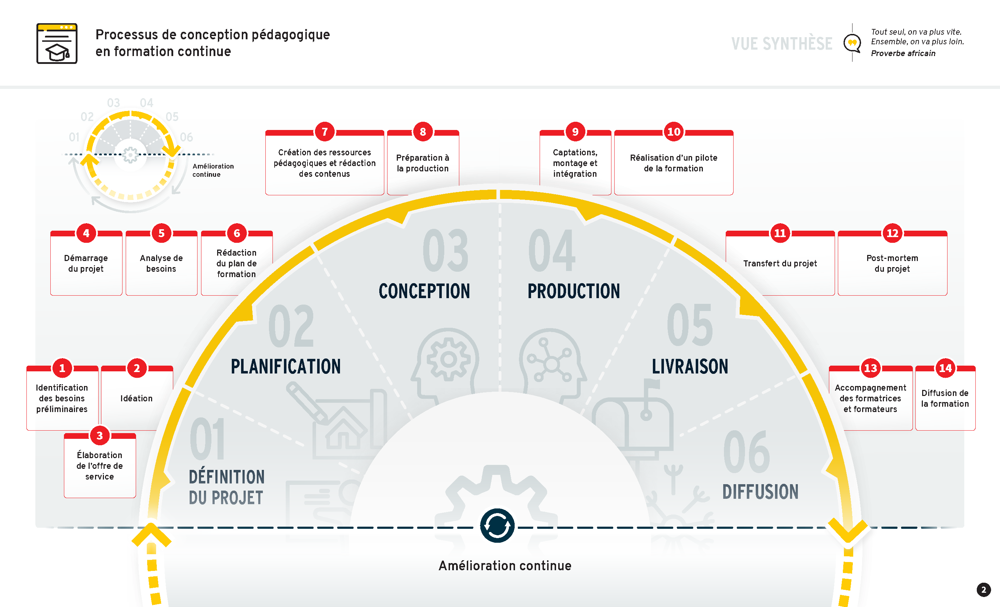 Processus de conception pédagogique
en formation continue
VUE SYNTHÈSE
Tout seul, on va plus vite.
Ensemble, on va plus loin.
Proverbe africain
03
04
02
05
01
06
Amélioration
continue
7
Création des ressources
pédagogiques et rédaction
des contenus
8
Préparation à
la production
9
Captations,
montage et
intégration
10
Réalisation d’un pilote
de la formation
4
Démarrage
du projet
5
Analyse de
besoins
6
Rédaction
du plan de
formation
03
CONCEPTION
04
PRODUCTION
11
Transfert du projet
12
Post-mortem
du projet
02
PLANIFICATION
05
LIVRAISON
1
Identification
des besoins
préliminaires
2
Idéation
3
Élaboration
de l’offre de
service
01
DÉFINITION
DU PROJET
06
DIFFUSION
13
Accompagnement
des formatrices
et formateurs
14
Diffusion de
la formation
Amélioration continue
2